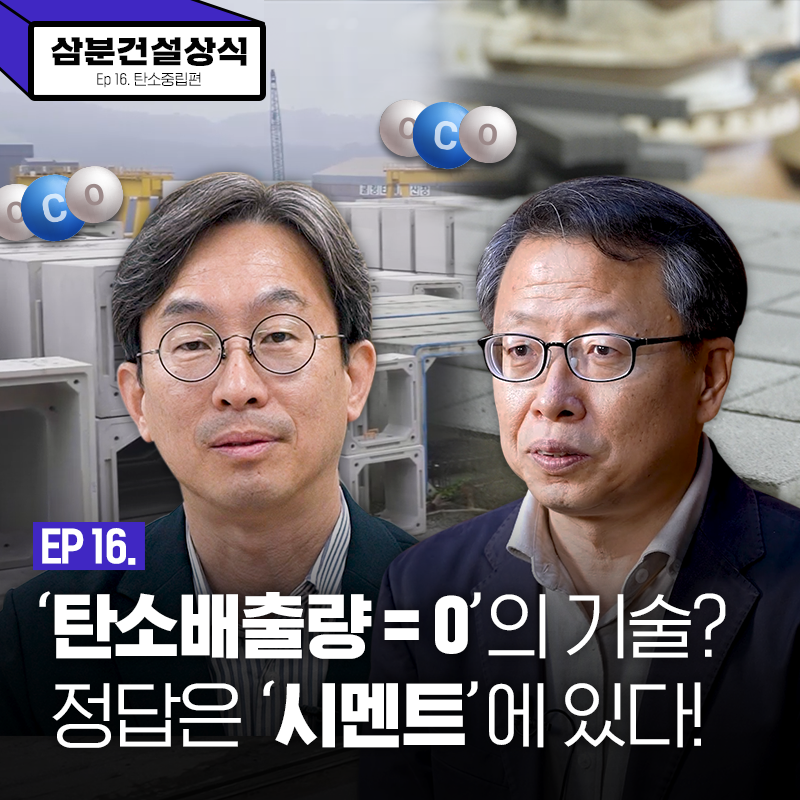 삼분건설상식
Ep 16. 탄소중립편
O C O
O C O
EP 16.
‘탄소배출량 = 0’의 기술?
정답은 ‘시멘트’에 있다!